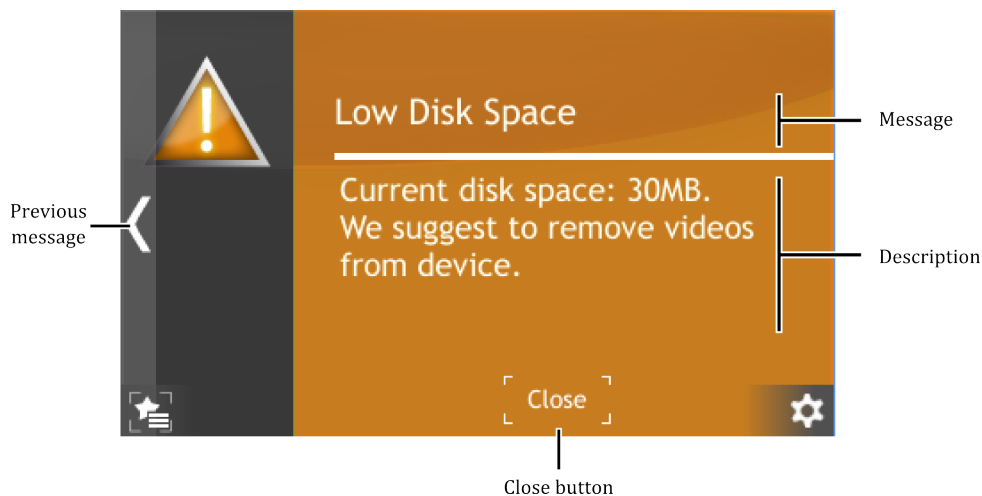 Low Disk Space
Message
Current disk space: 30MB.
We suggest to remove videos
from device.
Previous
message
Description
Close
Close button